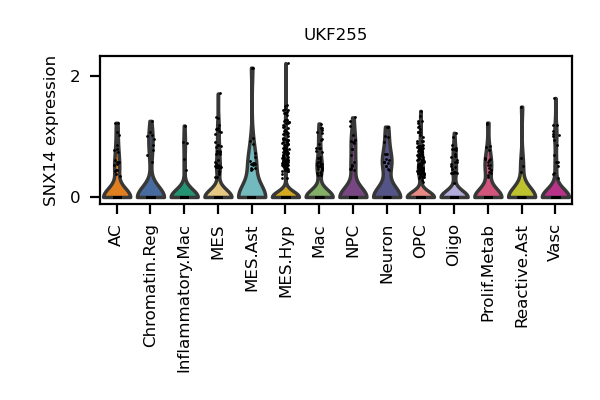 UKF255
SNX14 expression
2
0
AC
Chromatin.Reg
Inflammatory.Mac
MES
MES.Ast
MES.Hyp
Mac
NPC
Neuron
OPC
Oligo
Prolif.Metab
Reactive.Ast
Vasc